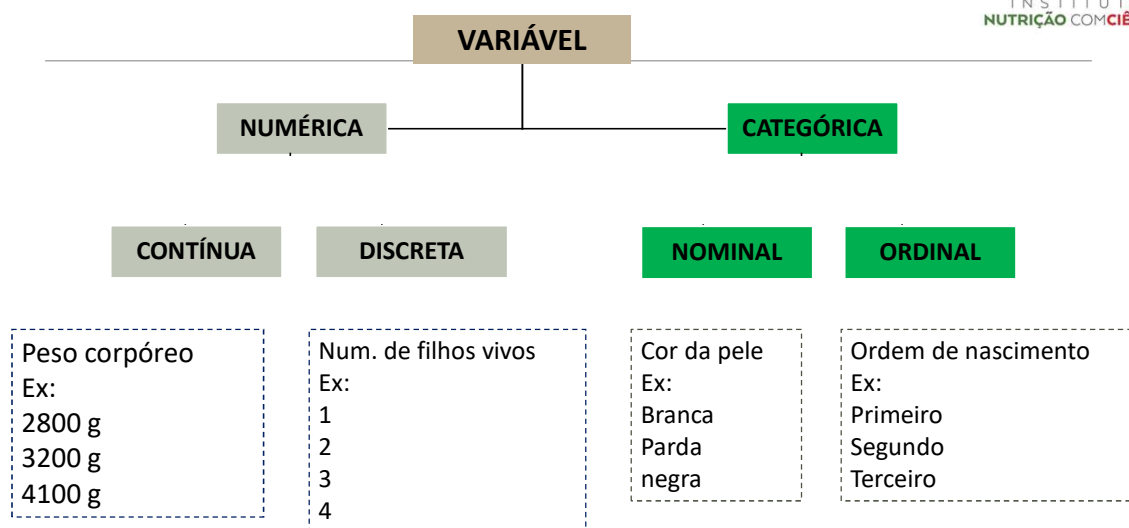 NUTRIÇÃO COMCIÊ
VARIÁVEL
NUMÉRICA
CATEGÓRICA
CONTÍNUA
DISCRETA
NOMINAL
ORDINAL
Peso corpóreo
Ex:
2800 g
3200 g
4100 g
Num. de filhos vivos
Ex:
1
2
3
4
Cor da pele
Ex:
Branca
Parda
negra
Ordem de nascimento
Ex:
Primeiro
Segundo
Terceiro